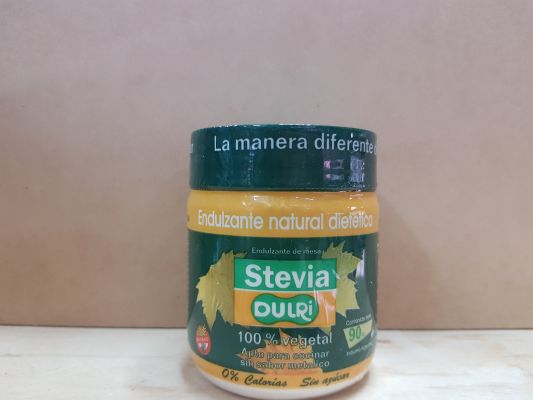 La manera diferente
Endulzante natural dietético
Endulzante de mesa
Stevia
DULRi
100 % vegetal
Apto para cocinar
sin sabor metálico
0% Calorías Sin azúcar
Contenido
90